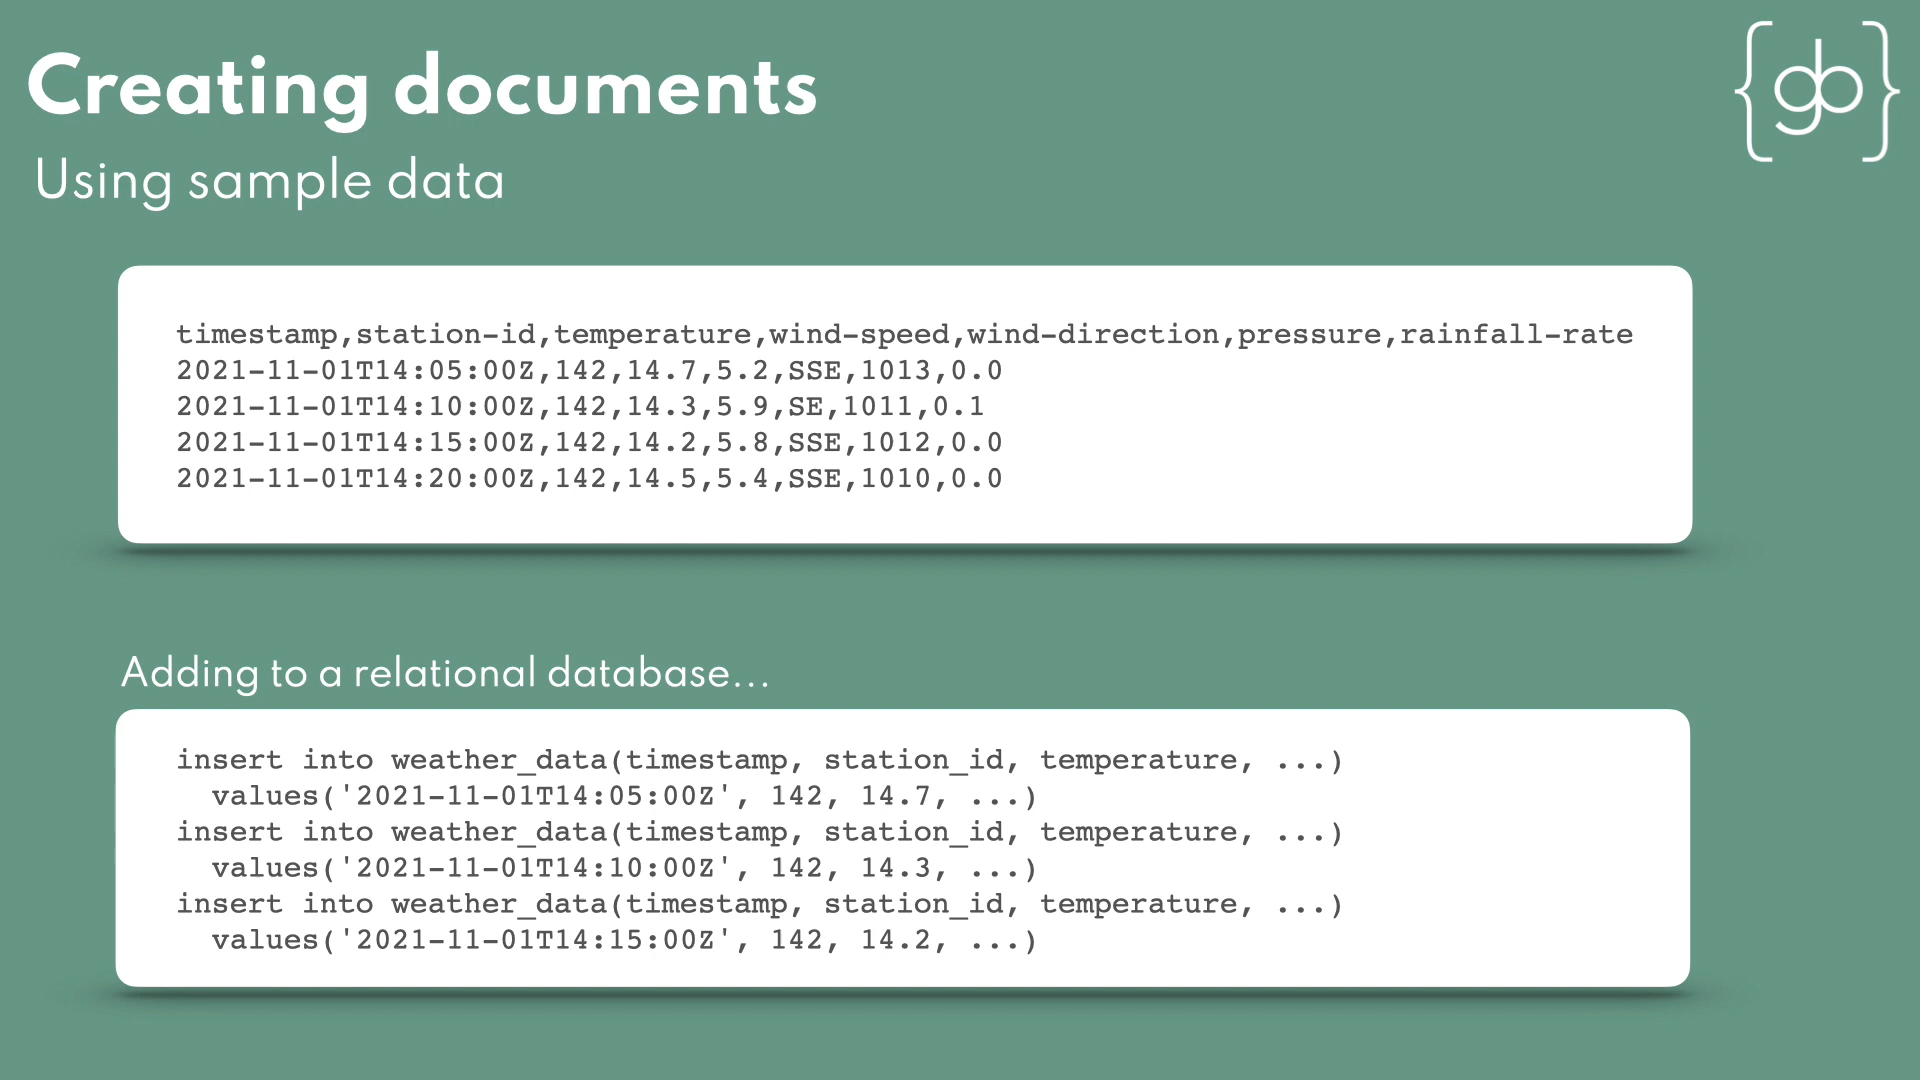 Creating documents
{gb}
Using sample data
timestamp,station-id,temperature,wind-speed,wind-direction,pressure,rainfall-rate
2021-11-01T14:05:00Z,142,14.7,5.2,SSE,1013,0.0
2021-11-01T14:10:00Z,142,14.3,5.9,SE,1011,0.1
2021-11-01T14:15:00Z,142,14.2,5.8,SSE,1012,0.0
2021-11-01T14:20:00Z,142,14.5,5.4,SSE,1010,0.0
Adding to a relational database...
insert into weather_data(timestamp, station_id, temperature, ...)
  values('2021-11-01T14:05:00Z', 142, 14.7, ...)
insert into weather_data(timestamp, station_id, temperature, ...)
  values('2021-11-01T14:10:00Z', 142, 14.3, ...)
insert into weather_data(timestamp, station_id, temperature, ...)
  values('2021-11-01T14:15:00Z', 142, 14.2, ...)